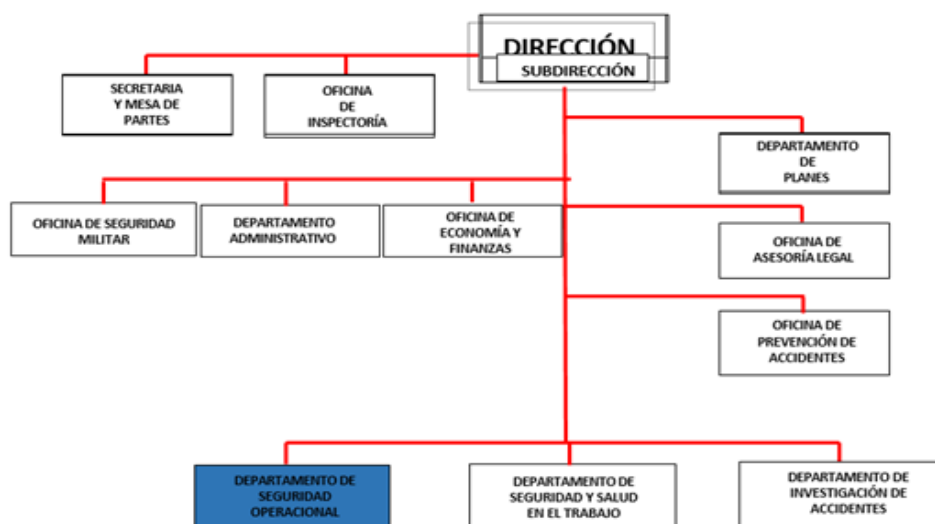 DIRECCIÓN
SUBDIRECCIÓN
SECRETARIA
Y MESA DE
PARTES
OFICINA
DE
INSPECTORÍA
DEPARTAMENTO
DE
PLANES
OFICINA DE SEGURIDAD
MILITAR
DEPARTAMENTO
ADMINISTRATIVO
OFICINA DE
ECONOMÍA Y
FINANZAS
OFICINA DE
ASESORÍA LEGAL
OFICINA DE
PREVENCIÓN DE
ACCIDENTES
DEPARTAMENTO DE
SEGURIDAD
OPERACIONAL
DEPARTAMENTO DE
SEGURIDAD Y SALUD
EN EL TRABAJO
DEPARTAMENTO DE
INVESTIGACIÓN DE
ACCIDENTES